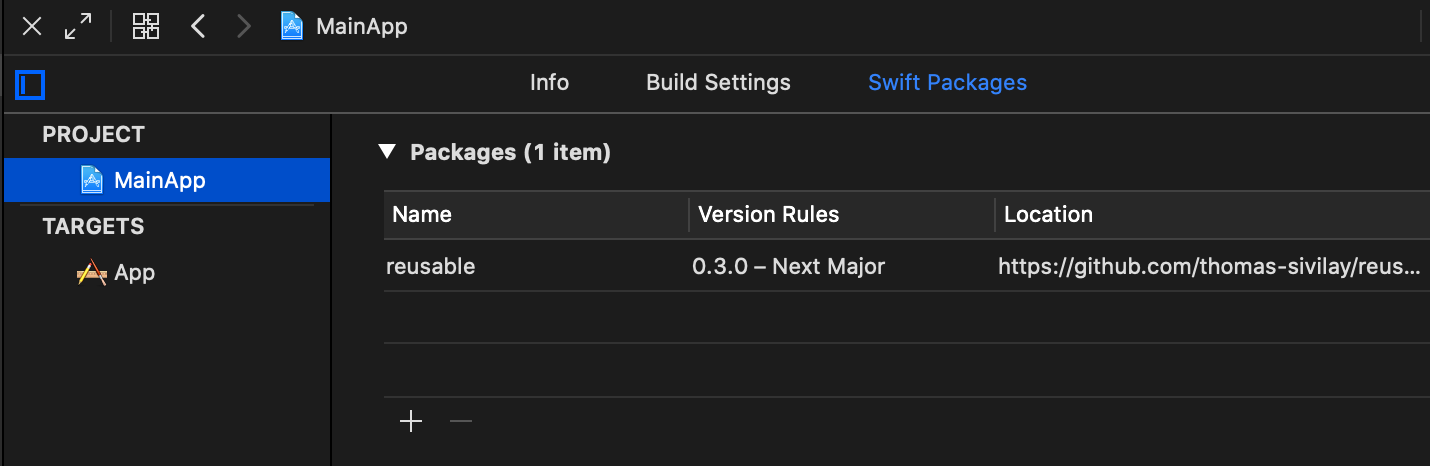 MainApp
Info Build Settings Swift Packages
PROJECT
MainApp
TARGETS
App
Packages (1 item)
Name Version Rules Location
reusable 0.3.0 – Next Major https://github.com/thomas-sivilay/reus...